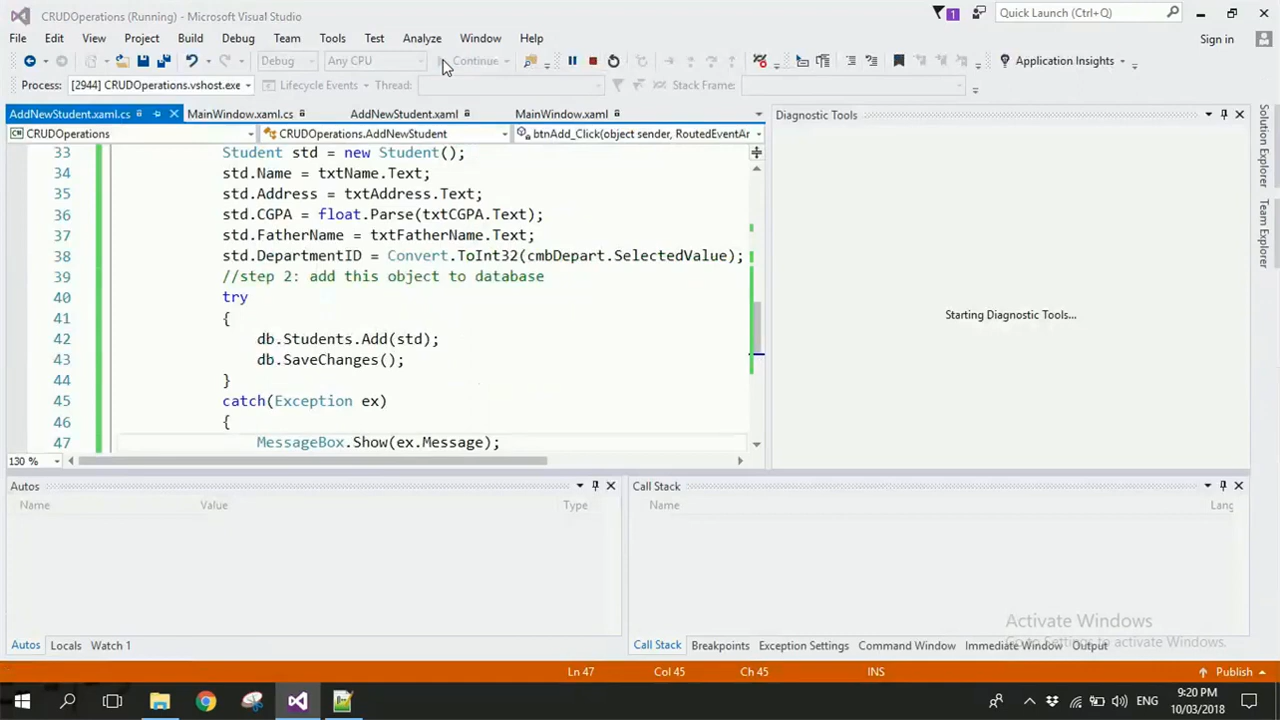 CRUDOperations (Running) - Microsoft Visual Studio
1
Quick Launch (Ctrl+Q)
File Edit View Project Build Debug Team Tools Test Analyze Window Help
Sign in
Debug Any CPU Continue Application Insights
Process: [2944] CRUDOperations.vshost.exe Lifecycle Events Thread: Stack Frame:
AddNewStudent.xaml.cs MainWindow.xaml.cs AddNewStudent.xaml MainWindow.xaml
Diagnostic Tools
CRUDOperations CRUDOperations.AddNewStudent btnAdd_Click(object sender, RoutedEventAr
33 Student std = new Student();
34 std.Name = txtName.Text;
35 std.Address = txtAddress.Text;
36 std.CGPA = float.Parse(txtCGPA.Text);
37 std.FatherName = txtFatherName.Text;
38 std.DepartmentID = Convert.ToInt32(cmbDepart.SelectedValue);
39 //step 2: add this object to database
40 try
41 {
42 db.Students.Add(std);
43 db.SaveChanges();
44 }
45 catch(Exception ex)
46 {
47 MessageBox.Show(ex.Message);
130 %
Starting Diagnostic Tools...
Solution Explorer
Team Explorer
Autos
Name Value Type
Call Stack
Name Lang
Autos Locals Watch 1
Call Stack Breakpoints Exception Settings Command Window Immediate Window Output
Activate Windows
Go to Settings to activate Windows.
Ln 47 Col 45 Ch 45 INS Publish
ENG
9:20 PM
10/03/2018